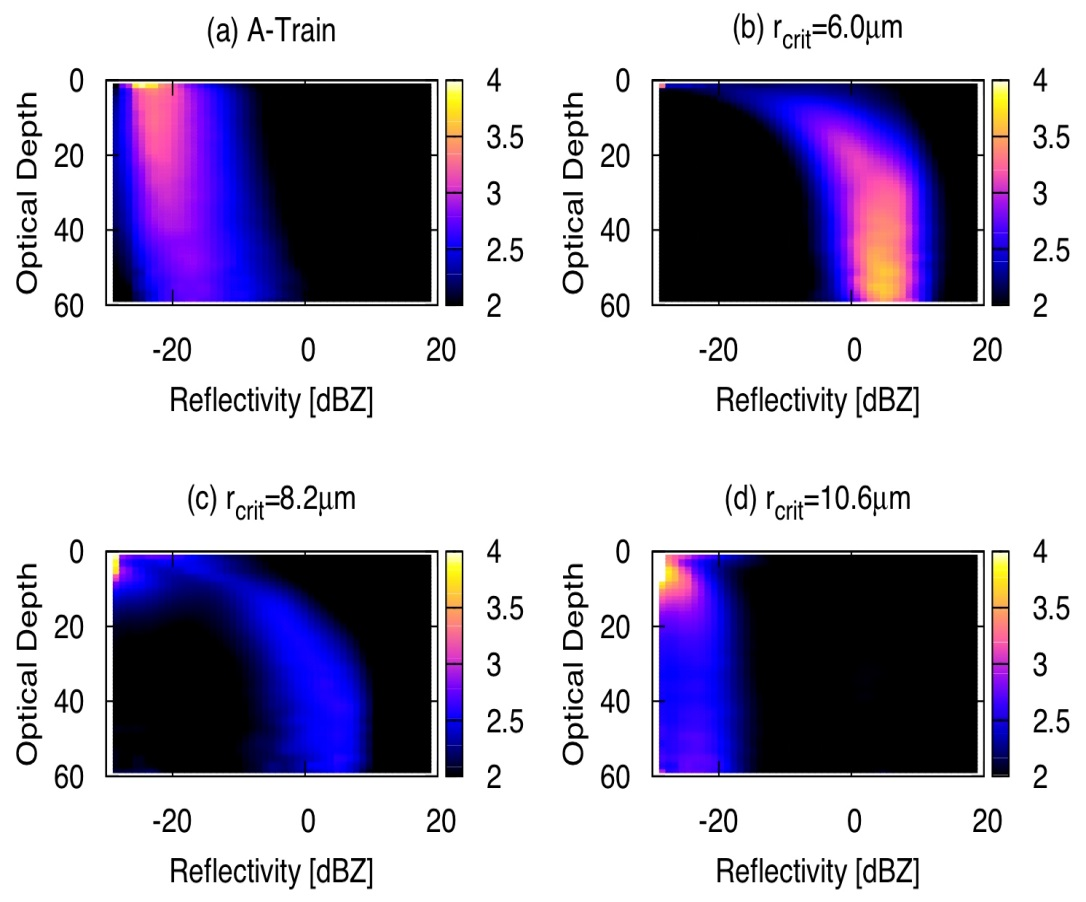 (a) A-Train
0
20
40
60
Optical Depth
-20 0 20
Reflectivity [dBZ]
4
3.5
3
2.5
2
(b) rcrit=6.0μm
0
20
40
60
Optical Depth
-20 0 20
Reflectivity [dBZ]
4
3.5
3
2.5
2
(c) rcrit=8.2μm
0
20
40
60
Optical Depth
-20 0 20
Reflectivity [dBZ]
4
3.5
3
2.5
2
(d) rcrit=10.6μm
0
20
40
60
Optical Depth
-20 0 20
Reflectivity [dBZ]
4
3.5
3
2.5
2